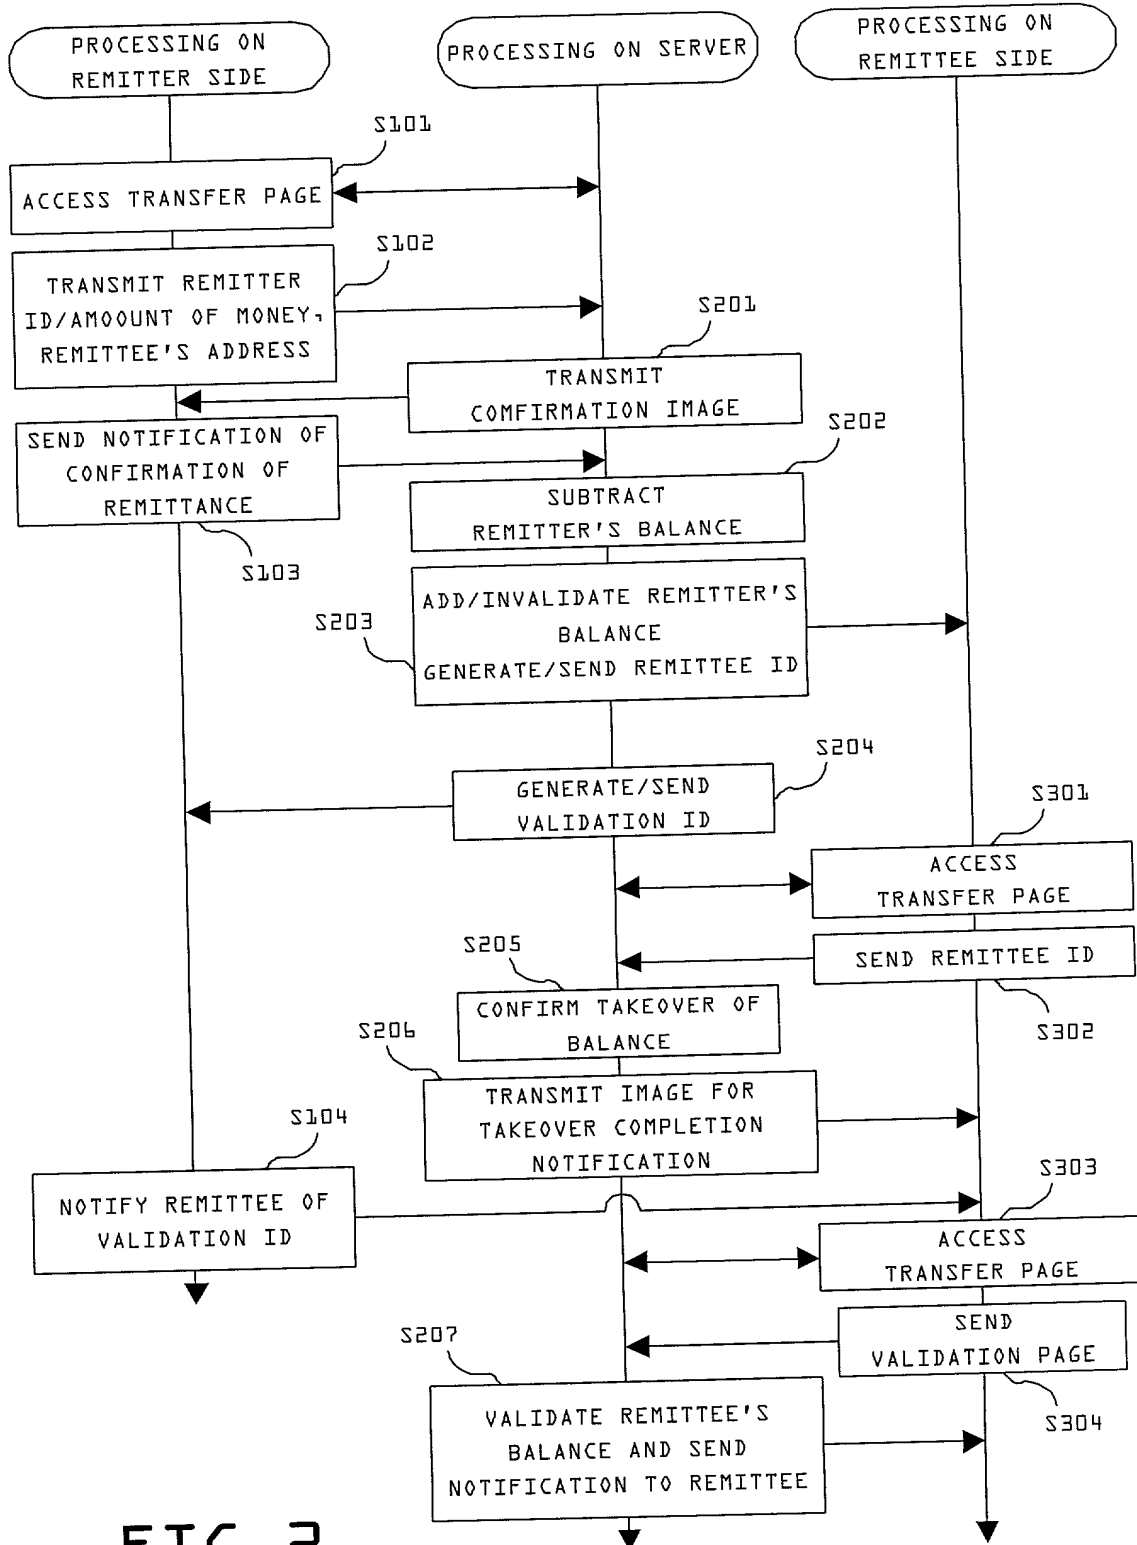 PROCESSING ON
REMITTER SIDE
PROCESSING ON SERVER
PROCESSING ON
REMITTEE SIDE
S101
ACCESS TRANSFER PAGE
S102
TRANSMIT REMITTER
ID/AMOOUNT OF MONEY,
REMITTEE'S ADDRESS
S201
TRANSMIT
COMFIRMATION IMAGE
SEND NOTIFICATION OF
CONFIRMATION OF
REMITTANCE
S103
S202
SUBTRACT
REMITTER'S BALANCE
S203
ADD/INVALIDATE REMITTER'S
BALANCE
GENERATE/SEND REMITTEE ID
S204
GENERATE/SEND
VALIDATION ID
S301
ACCESS
TRANSFER PAGE
SEND REMITTEE ID
S302
S205
CONFIRM TAKEOVER OF
BALANCE
S206
TRANSMIT IMAGE FOR
TAKEOVER COMPLETION
NOTIFICATION
S104
NOTIFY REMITTEE OF
VALIDATION ID
S303
ACCESS
TRANSFER PAGE
SEND
VALIDATION PAGE
S304
S207
VALIDATE REMITTEE'S
BALANCE AND SEND
NOTIFICATION TO REMITTEE